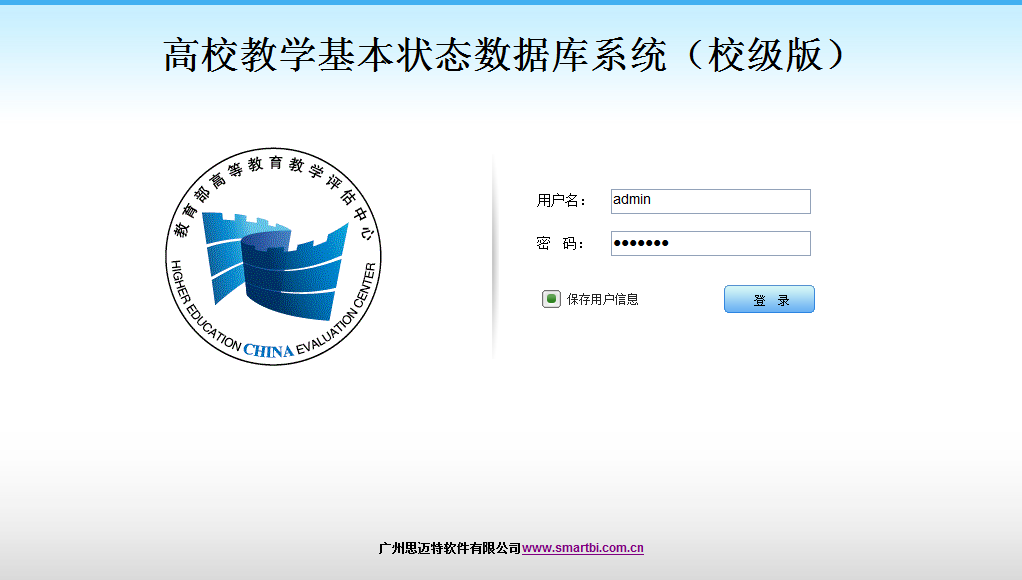 高校教学基本状态数据库系统（校级版）
教育部高等教育教学评估中心
HIGHER EDUCATION CHINA EVALUATION CENTER
用户名： admin
密 码： ●●●●●●●
保存用户信息
登 录
广州思迈特软件有限公司www.smartbi.com.cn